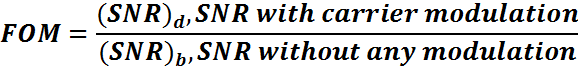 FOM = (SNR)d, SNR with carrier modulation
(SNR)b, SNR without any modulation